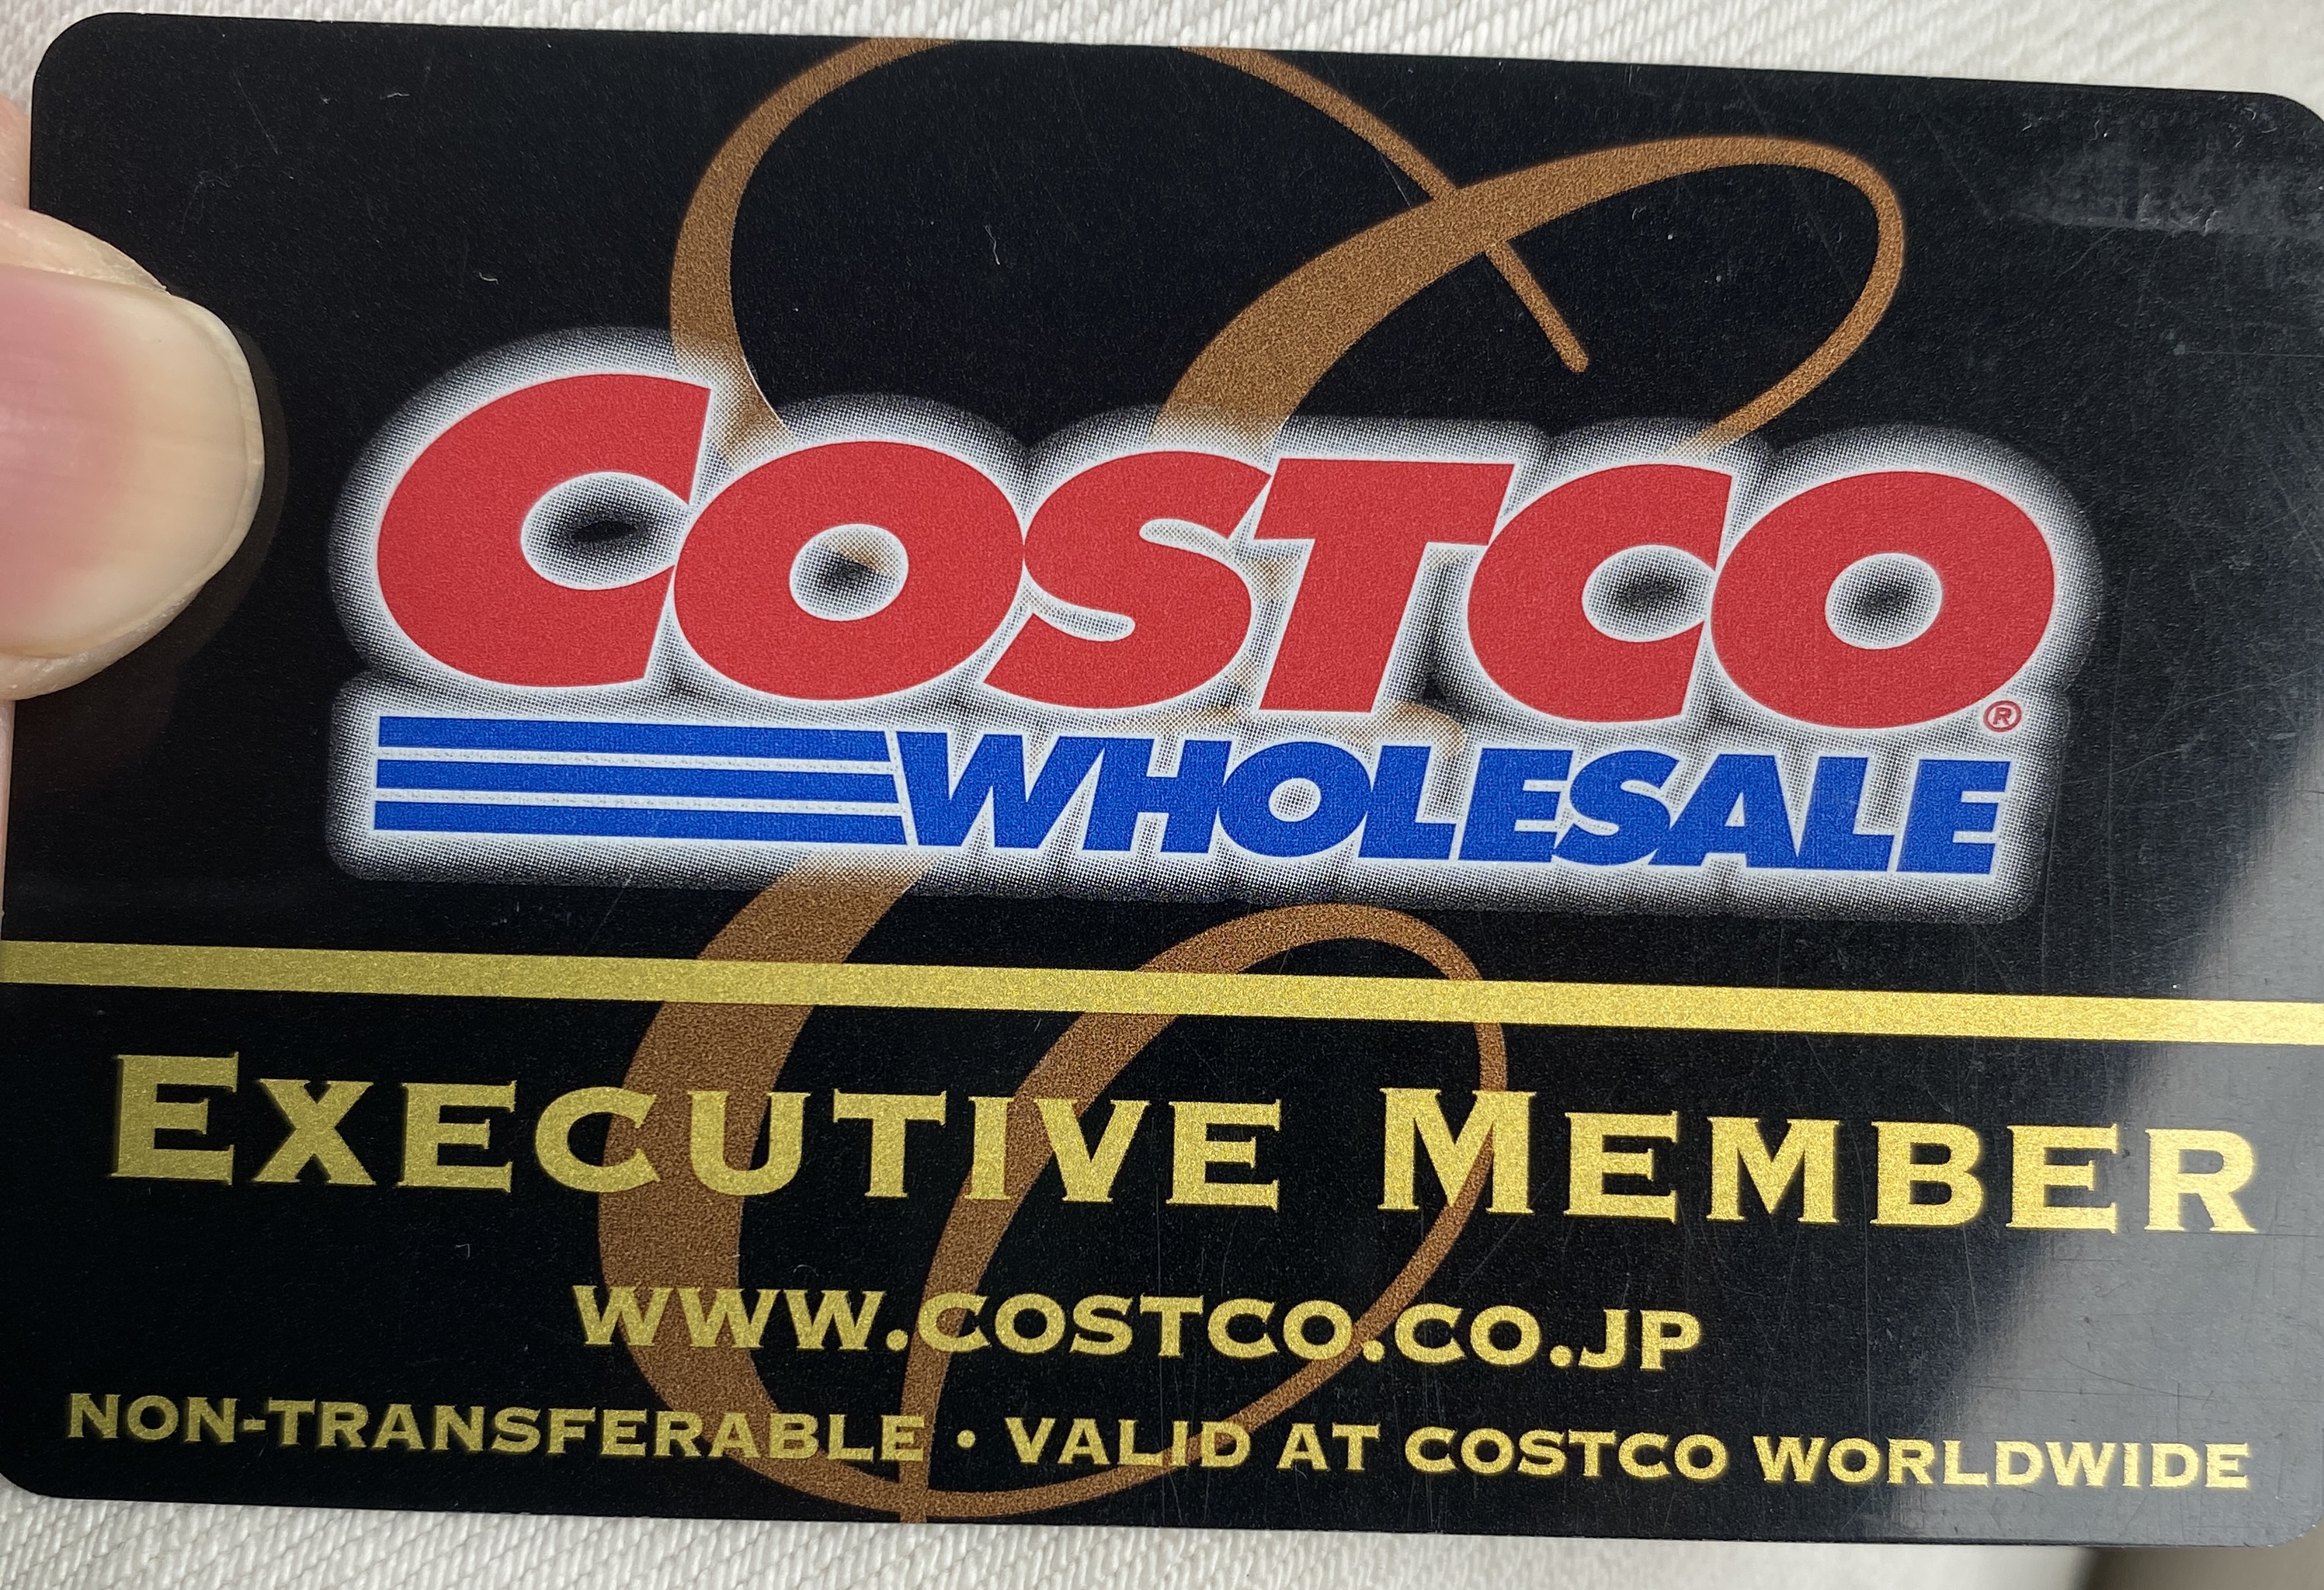 COSTCO®
WHOLESALE
EXECUTIVE MEMBER
WWW.COSTCO.CO.JP
NON-TRANSFERABLE • VALID AT COSTCO WORLDWIDE